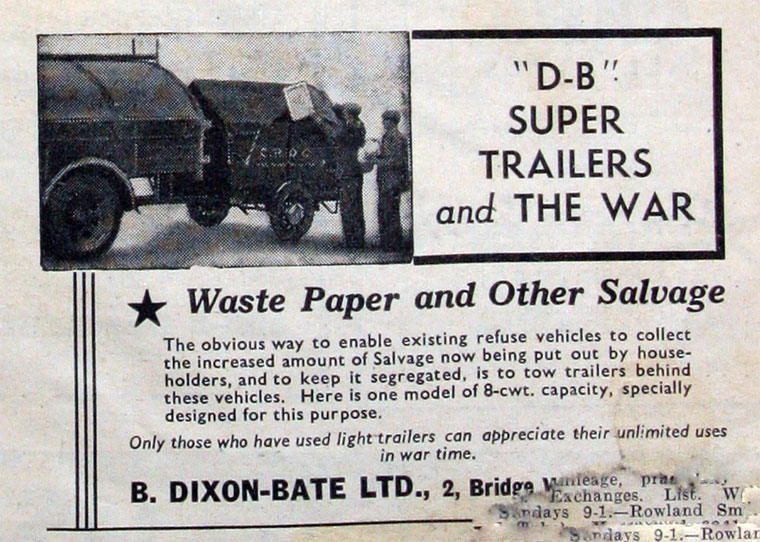 "D-B"
SUPER
TRAILERS
and THE WAR
★ Waste Paper and Other Salvage
The obvious way to enable existing refuse vehicles to collect
the increased amount of Salvage now being put out by house-
holders, and to keep it segregated, is to tow trailers behind
these vehicles. Here is one model of 8-cwt. capacity, specially
designed for this purpose.
Only those who have used light trailers can appreciate their unlimited uses
in war time.
B. DIXON-BATE LTD., 2, Bridge
Exchanges. List.
9-1.—Rowland
9-1.—Rowlan